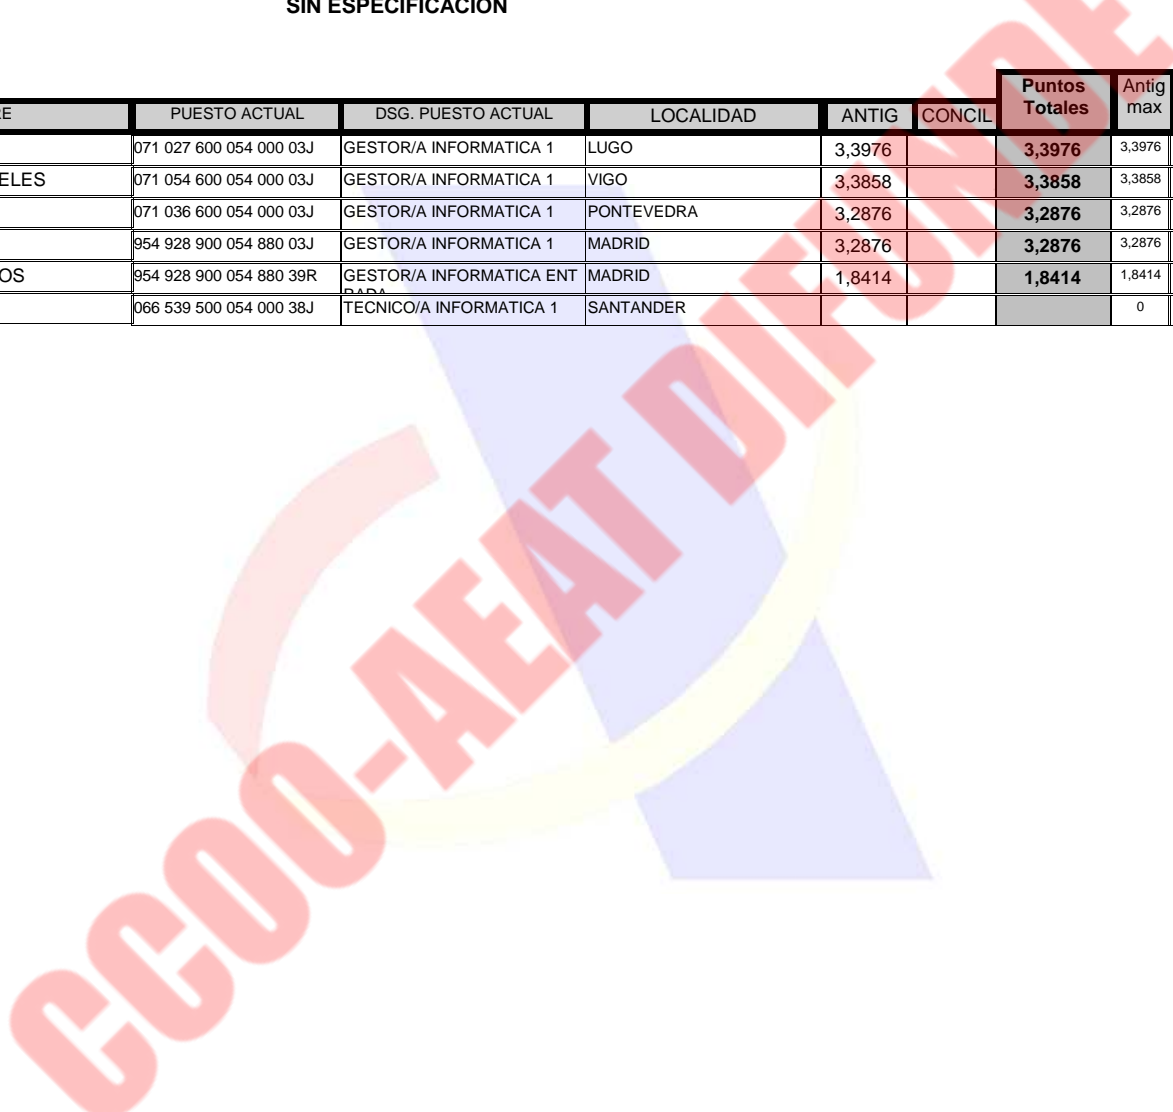 SIN ESPECIFICACION
Puntos Totales Antig max
RE PUESTO ACTUAL DSG. PUESTO ACTUAL LOCALIDAD ANTIG CONCIL
071 027 600 054 000 03J GESTOR/A INFORMATICA 1 LUGO 3,3976 3,3976 3,3976
ELES 071 054 600 054 000 03J GESTOR/A INFORMATICA 1 VIGO 3,3858 3,3858 3,3858
071 036 600 054 000 03J GESTOR/A INFORMATICA 1 PONTEVEDRA 3,2876 3,2876 3,2876
954 928 900 054 880 03J GESTOR/A INFORMATICA 1 MADRID 3,2876 3,2876 3,2876
OS 954 928 900 054 880 39R GESTOR/A INFORMATICA ENT MADRID 1,8414 1,8414 1,8414
RADA
066 539 500 054 000 38J TECNICO/A INFORMATICA 1 SANTANDER 0
CCOO-AEAT DIFUNDE